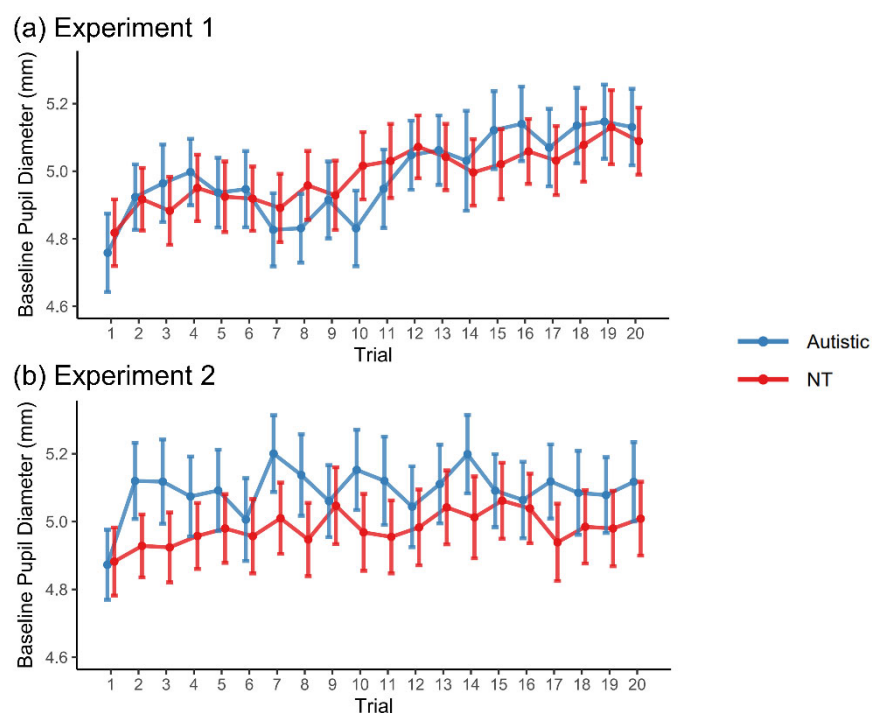 (a) Experiment 1
Baseline Pupil Diameter (mm)
5.2
5.0
4.8
4.6
1 2 3 4 5 6 7 8 9 10 11 12 13 14 15 16 17 18 19 20
Trial
Autistic
NT
(b) Experiment 2
Baseline Pupil Diameter (mm)
5.2
5.0
4.8
4.6
1 2 3 4 5 6 7 8 9 10 11 12 13 14 15 16 17 18 19 20
Trial